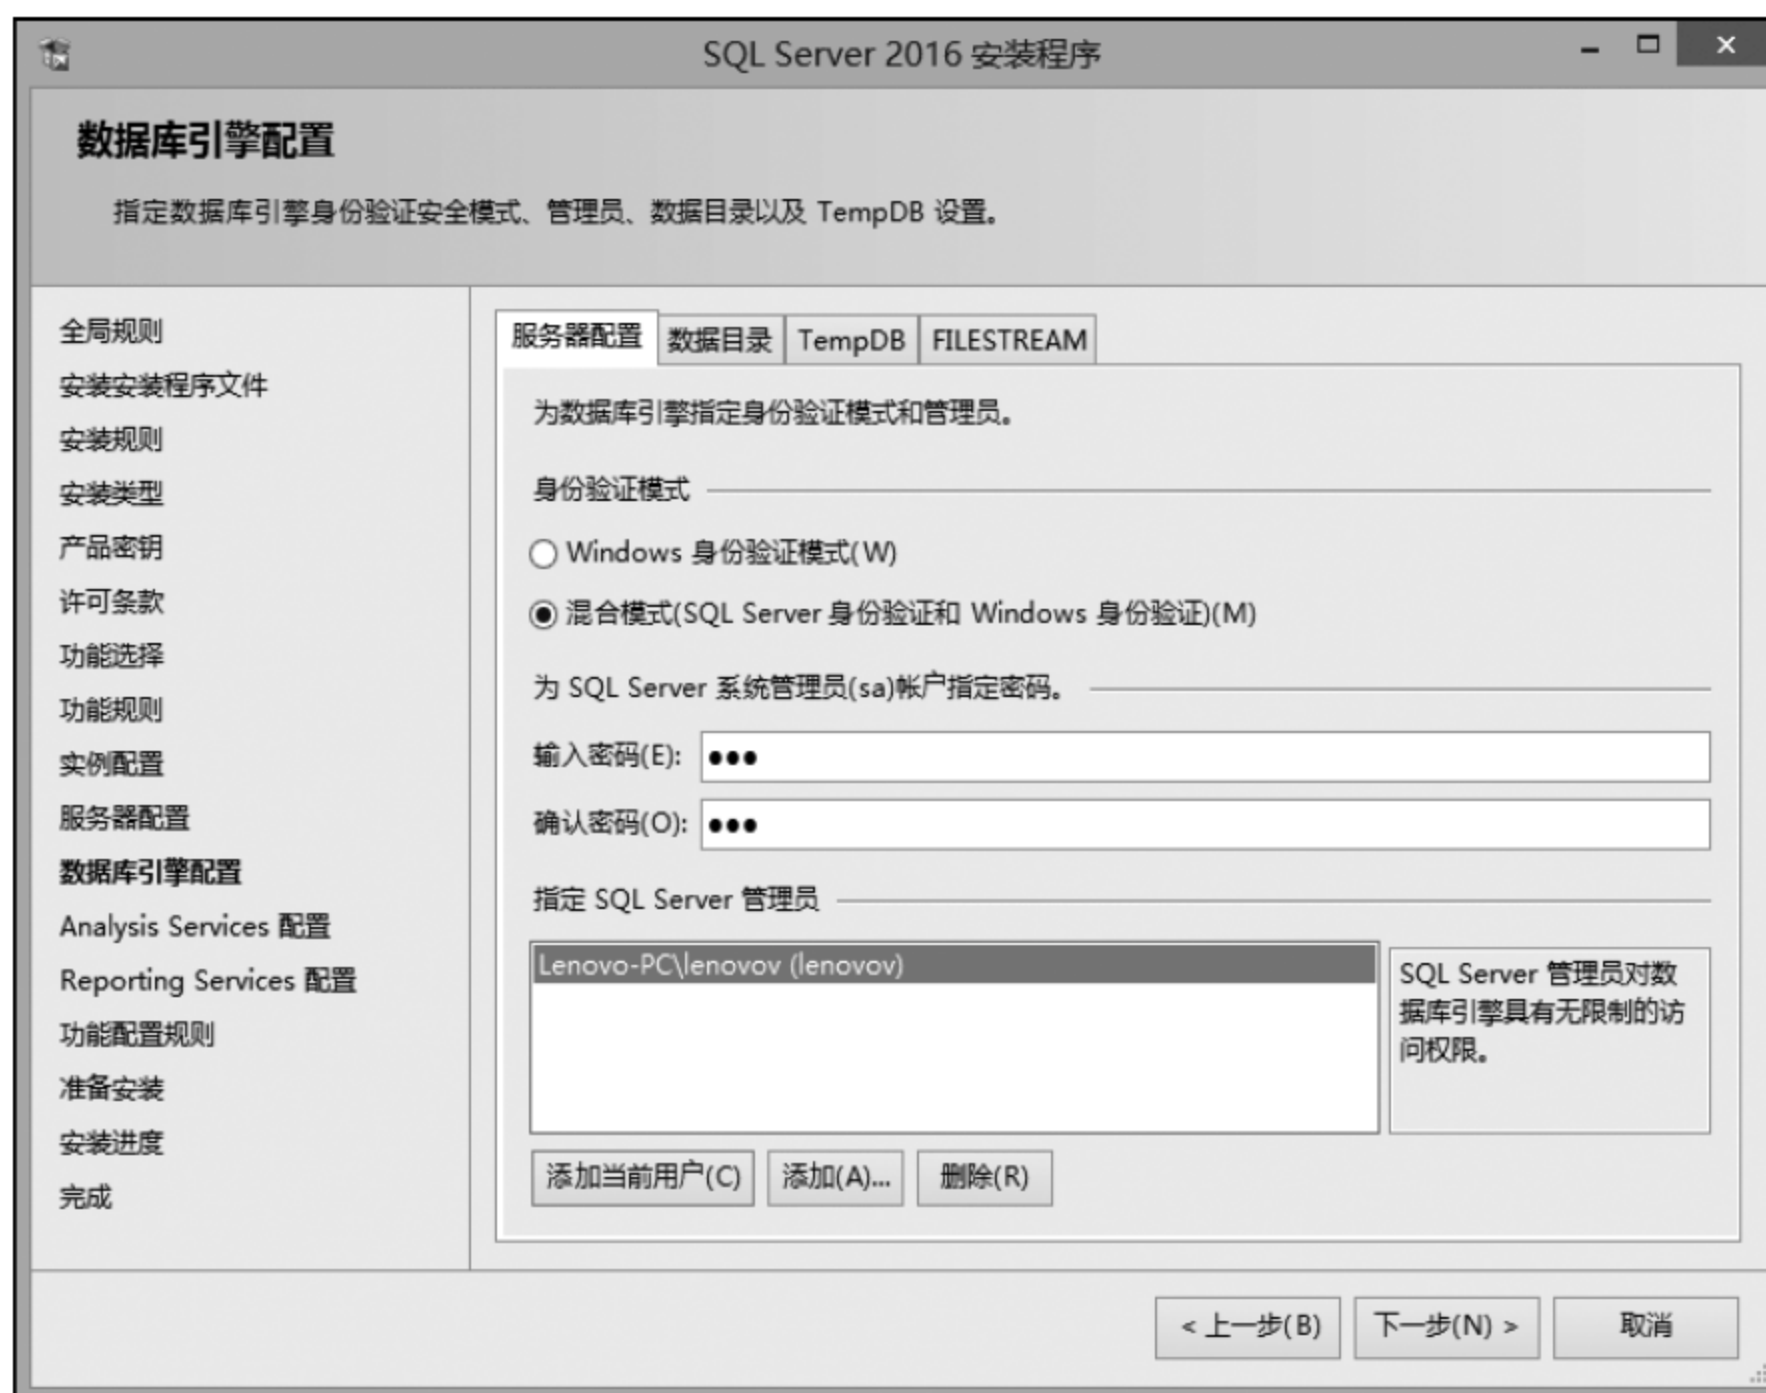 SQL Server 2016 安装程序
数据库引擎配置
指定数据库引擎身份验证安全模式、管理员、数据目录以及 TempDB 设置。
全局规则
安装安装程序文件
安装规则
安装类型
产品密钥
许可条款
功能选择
功能规则
实例配置
服务器配置
数据库引擎配置
Analysis Services 配置
Reporting Services 配置
功能配置规则
准备安装
安装进度
完成
服务器配置 数据目录 TempDB FILESTREAM
为数据库引擎指定身份验证模式和管理员。
身份验证模式
Windows 身份验证模式(W)
混合模式(SQL Server 身份验证和 Windows 身份验证)(M)
为 SQL Server 系统管理员(sa)帐户指定密码。
输入密码(E): ●●●
确认密码(O): ●●●
指定 SQL Server 管理员
Lenovo-PC\lenovov (lenovov)
SQL Server 管理员对数
据库引擎具有无限制的访
问权限。
添加当前用户(C) 添加(A)... 删除(R)
< 上一步(B) 下一步(N) > 取消